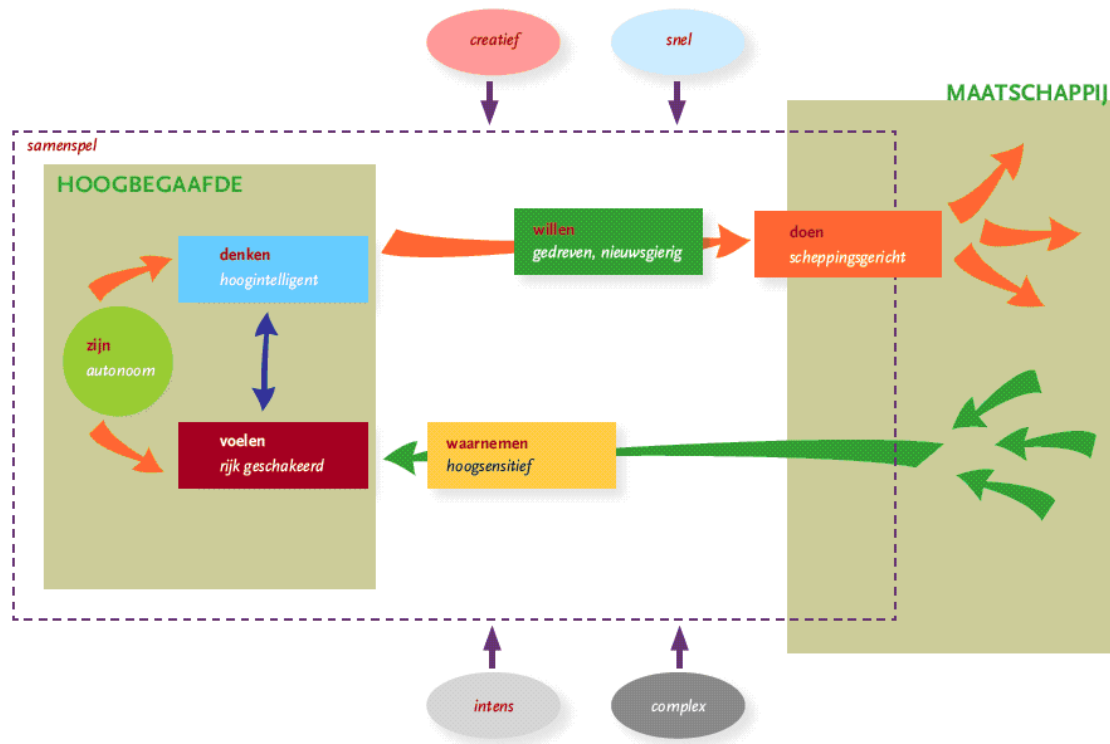 creatief
snel
MAATSCHAPPIJ
samenspel
HOOGBEGAAFDE
denken
hoogintelligent
willen
gedreven, nieuwsgierig
doen
scheppingsgericht
zijn
autonoom
voelen
rijk geschakeerd
waarnemen
hoogsensitief
intens
complex